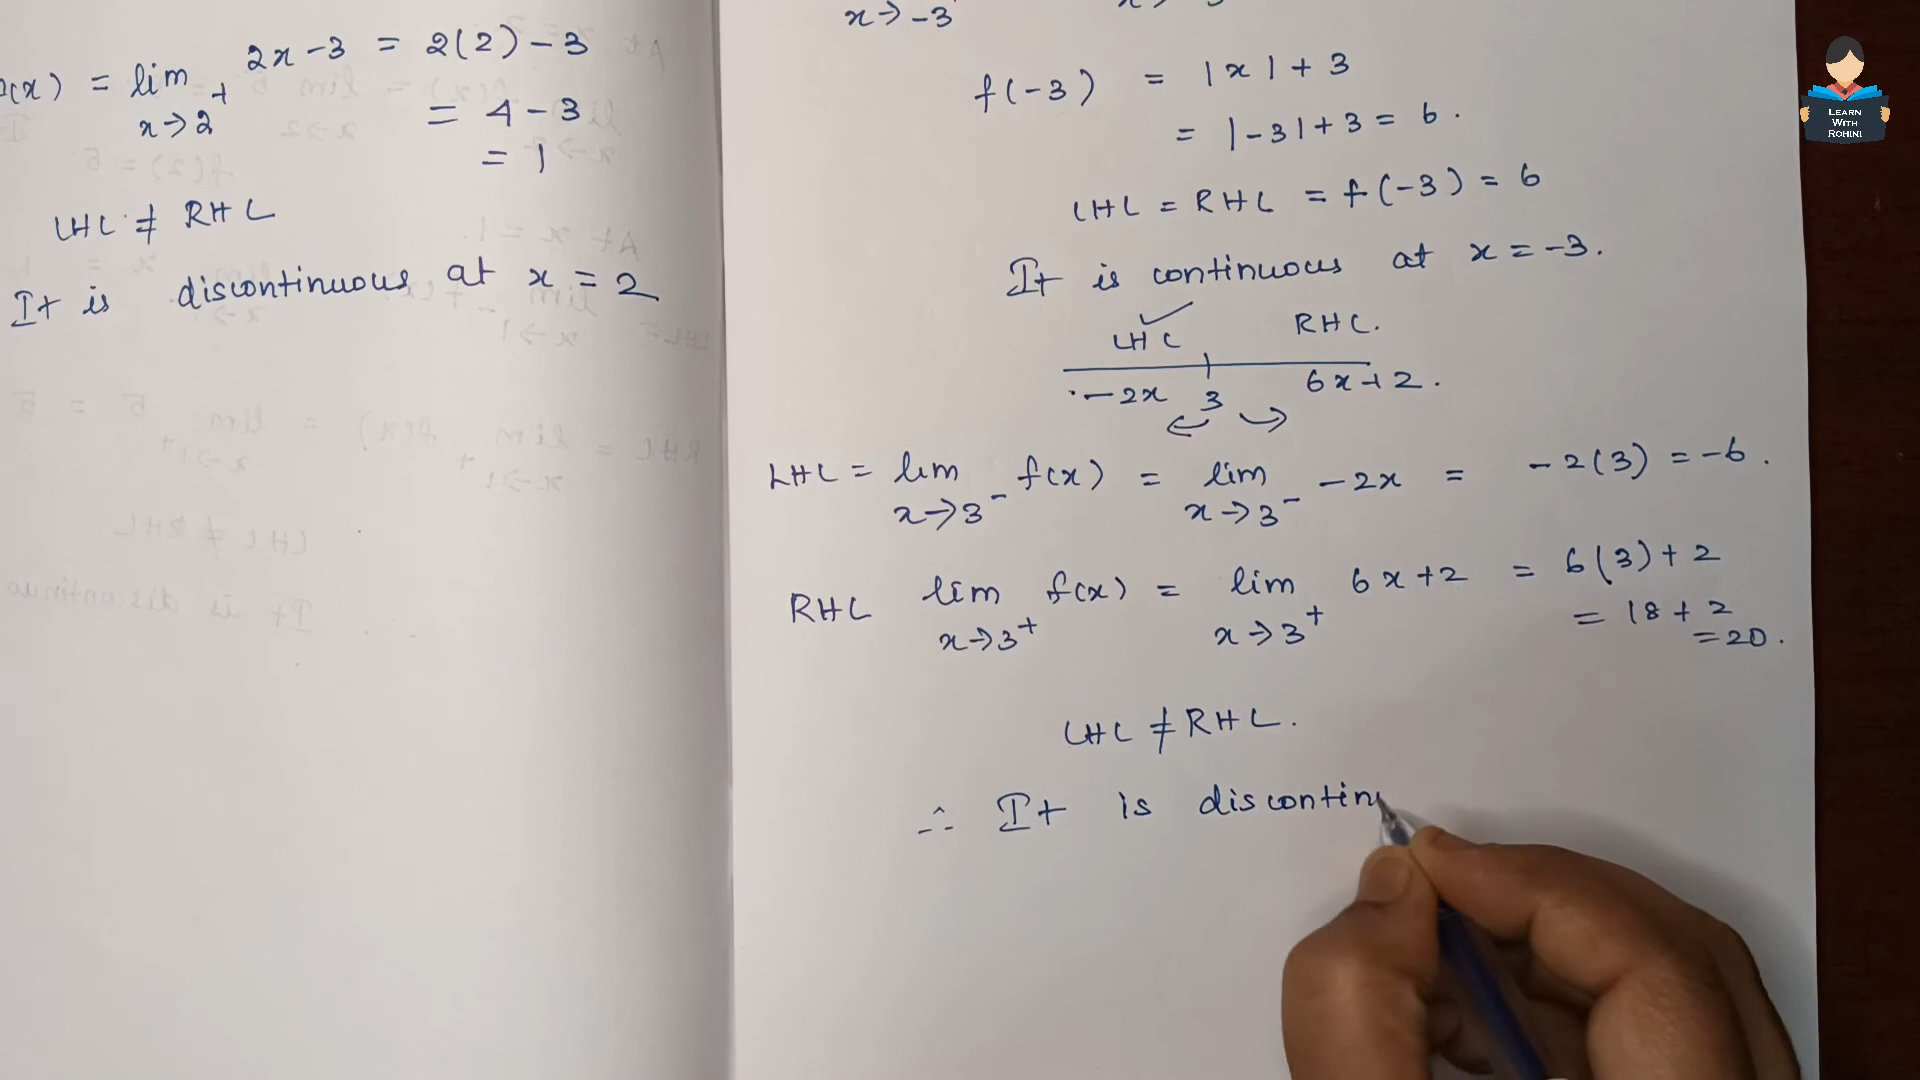 (x) = lim 2x-3 = 2(2)-3
x→2+
= 4-3
= 1
LHL ≠ RHL
It is discontinuous at x = 2
x→-3
f(-3) = |x|+3
= |-3|+3 = 6.
LHL = RHL = f(-3) = 6
It is continuous at x = -3.
LHL RHL.
-2x 3 6x+2.
LHL = lim f(x) = lim -2x = -2(3) = -6.
x→3- x→3-
RHL lim f(x) = lim 6x+2 = 6(3)+2
x→3+ x→3+ = 18+2
=20.
LHL ≠ RHL.
∴ It is discontinu
LEARN
WITH
ROHINI